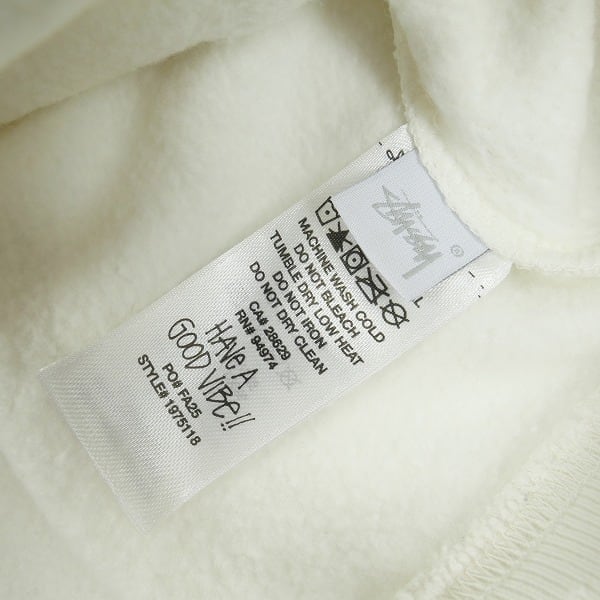 Stüssy®
L
MACHINE WASH COLD
DO NOT BLEACH
TUMBLE DRY LOW HEAT
DO NOT IRON
DO NOT DRY CLEAN
CA# 28629
RN# 94974
HAVE A
GOOD VIBE!!
PO# FA25
STYLE# 1975118